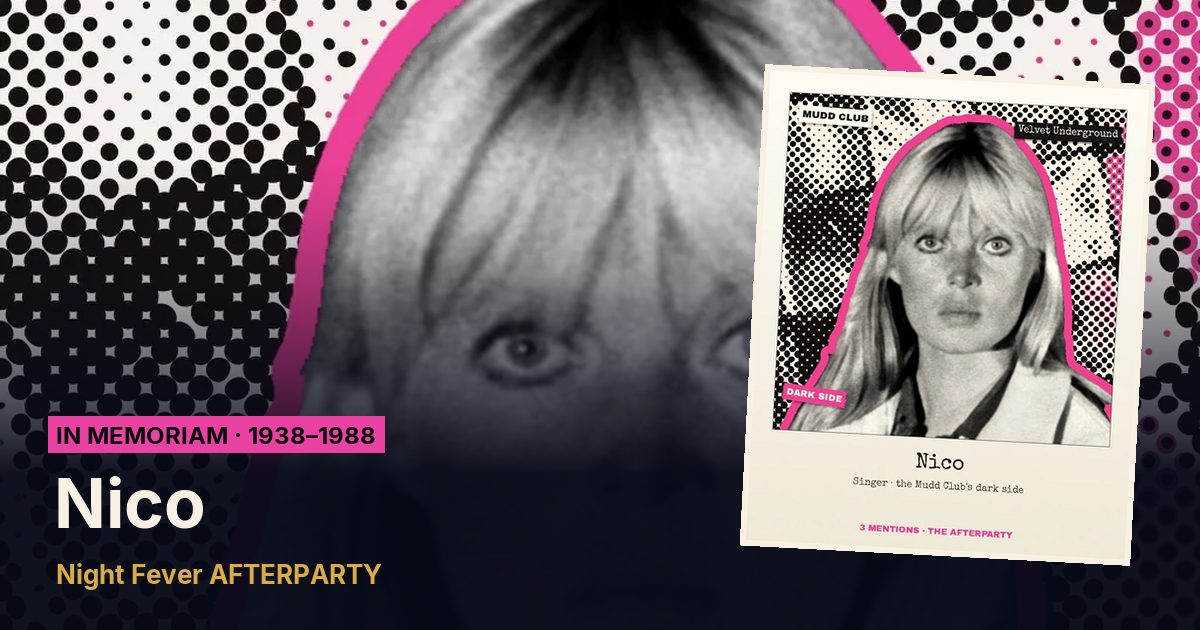 IN MEMORIAM · 1938–1988
Nico
Night Fever AFTERPARTY
MUDD CLUB
Velvet Underground
DARK SIDE
Nico
Singer · the Mudd Club's dark side
3 MENTIONS · THE AFTERPARTY